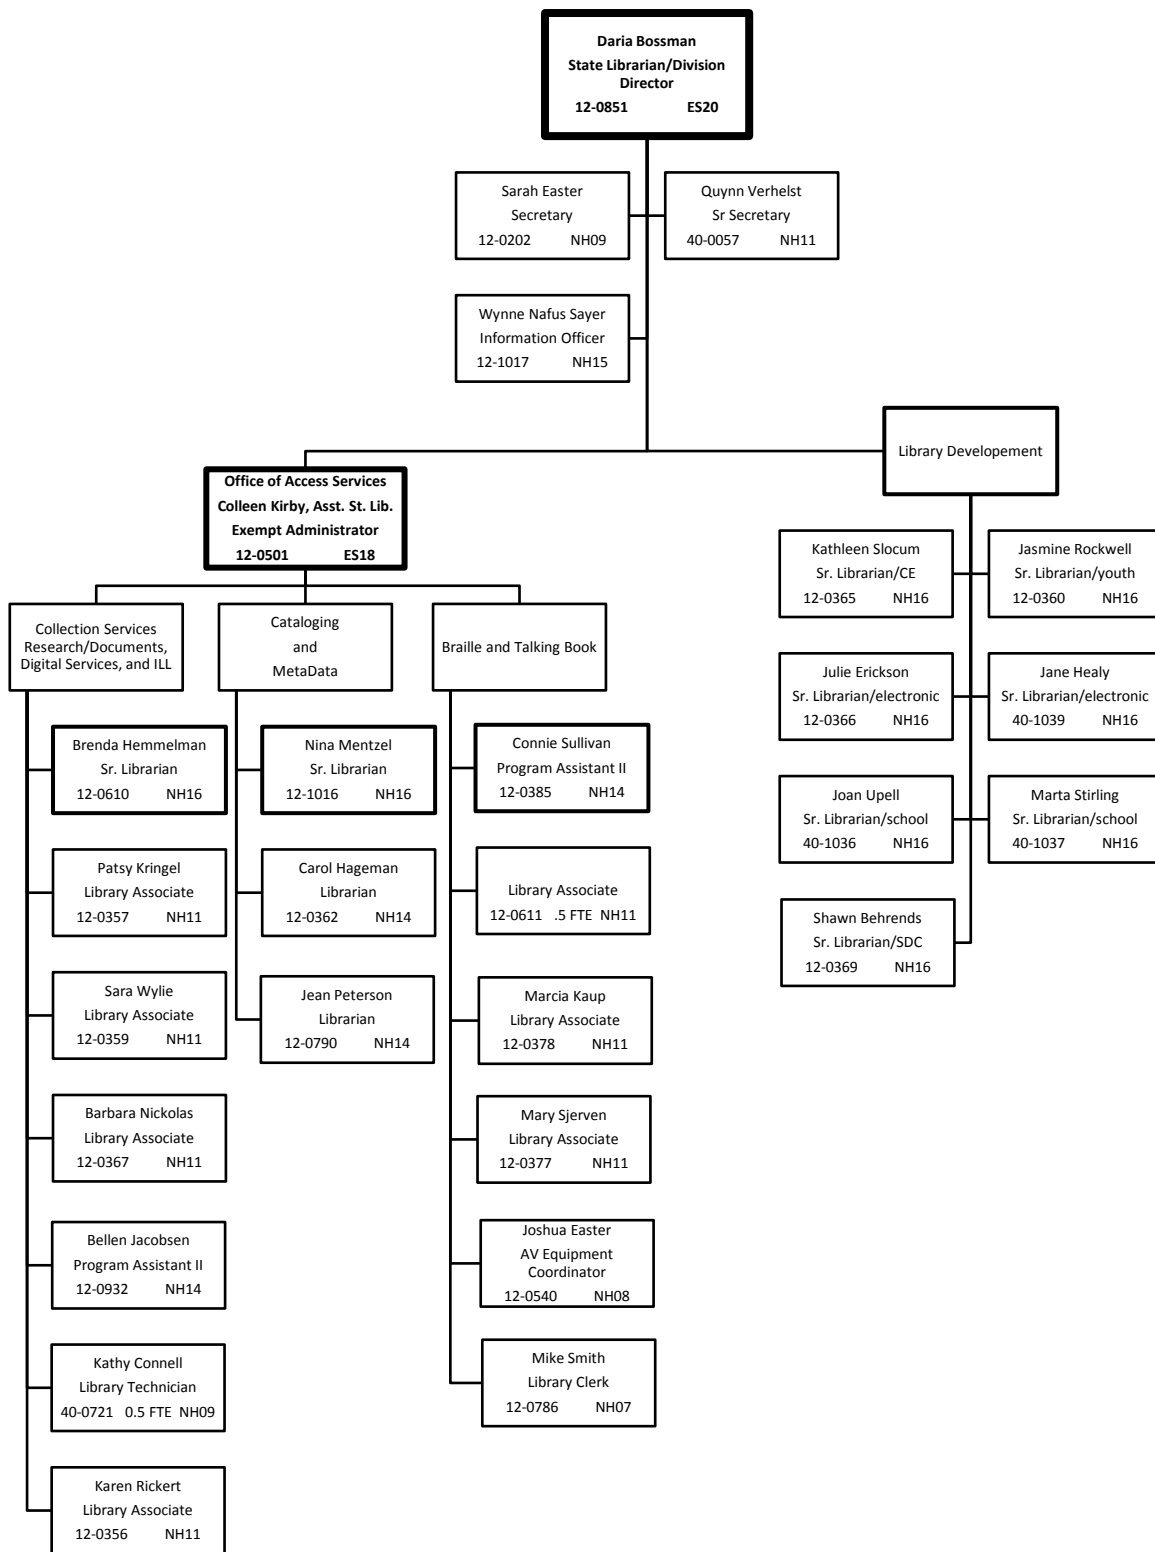 Daria Bossman
State Librarian/Division
Director
12-0851 ES20
Sarah Easter
Secretary
12-0202 NH09
Quynn Verhelst
Sr Secretary
40-0057 NH11
Wynne Nafus Sayer
Information Officer
12-1017 NH15
Library Developement
Office of Access Services
Colleen Kirby, Asst. St. Lib.
Exempt Administrator
12-0501 ES18
Kathleen Slocum
Sr. Librarian/CE
12-0365 NH16
Jasmine Rockwell
Sr. Librarian/youth
12-0360 NH16
Julie Erickson
Sr. Librarian/electronic
12-0366 NH16
Jane Healy
Sr. Librarian/electronic
40-1039 NH16
Joan Upell
Sr. Librarian/school
40-1036 NH16
Marta Stirling
Sr. Librarian/school
40-1037 NH16
Shawn Behrends
Sr. Librarian/SDC
12-0369 NH16
Collection Services
Research/Documents,
Digital Services, and ILL
Cataloging
and
MetaData
Braille and Talking Book
Brenda Hemmelman
Sr. Librarian
12-0610 NH16
Patsy Kringel
Library Associate
12-0357 NH11
Sara Wylie
Library Associate
12-0359 NH11
Barbara Nickolas
Library Associate
12-0367 NH11
Bellen Jacobsen
Program Assistant II
12-0932 NH14
Kathy Connell
Library Technician
40-0721 0.5 FTE NH09
Karen Rickert
Library Associate
12-0356 NH11
Nina Mentzel
Sr. Librarian
12-1016 NH16
Carol Hageman
Librarian
12-0362 NH14
Jean Peterson
Librarian
12-0790 NH14
Connie Sullivan
Program Assistant II
12-0385 NH14
Library Associate
12-0611 .5 FTE NH11
Marcia Kaup
Library Associate
12-0378 NH11
Mary Sjerven
Library Associate
12-0377 NH11
Joshua Easter
AV Equipment
Coordinator
12-0540 NH08
Mike Smith
Library Clerk
12-0786 NH07